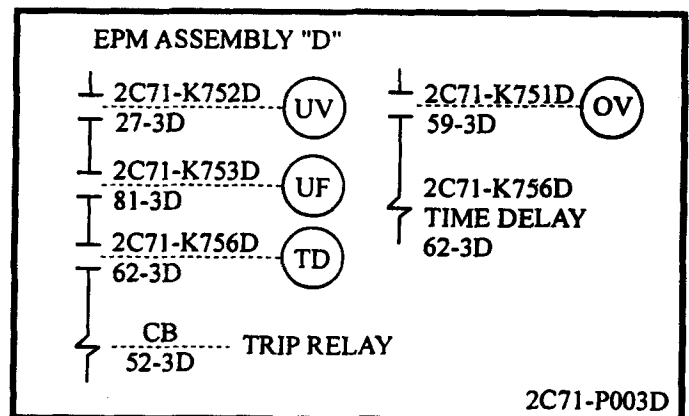 EPM ASSEMBLY "D"
2C71-K752D
27-3D
UV
2C71-K753D
81-3D
UF
2C71-K756D
62-3D
TD
CB
52-3D
TRIP RELAY
2C71-K751D
59-3D
OV
2C71-K756D
TIME DELAY
62-3D
2C71-P003D